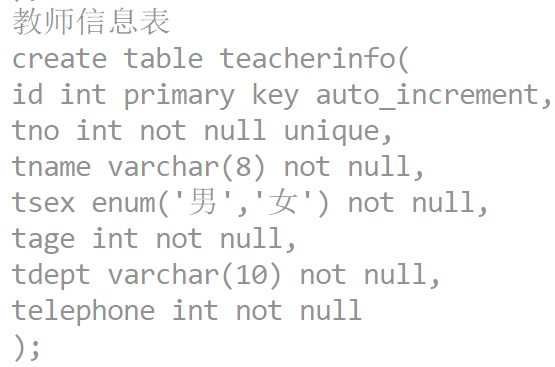 教师信息表
create table teacherinfo(
id int primary key auto_increment,
tno int not null unique,
tname varchar(8) not null,
tsex enum('男','女') not null,
tage int not null,
tdept varchar(10) not null,
telephone int not null
);